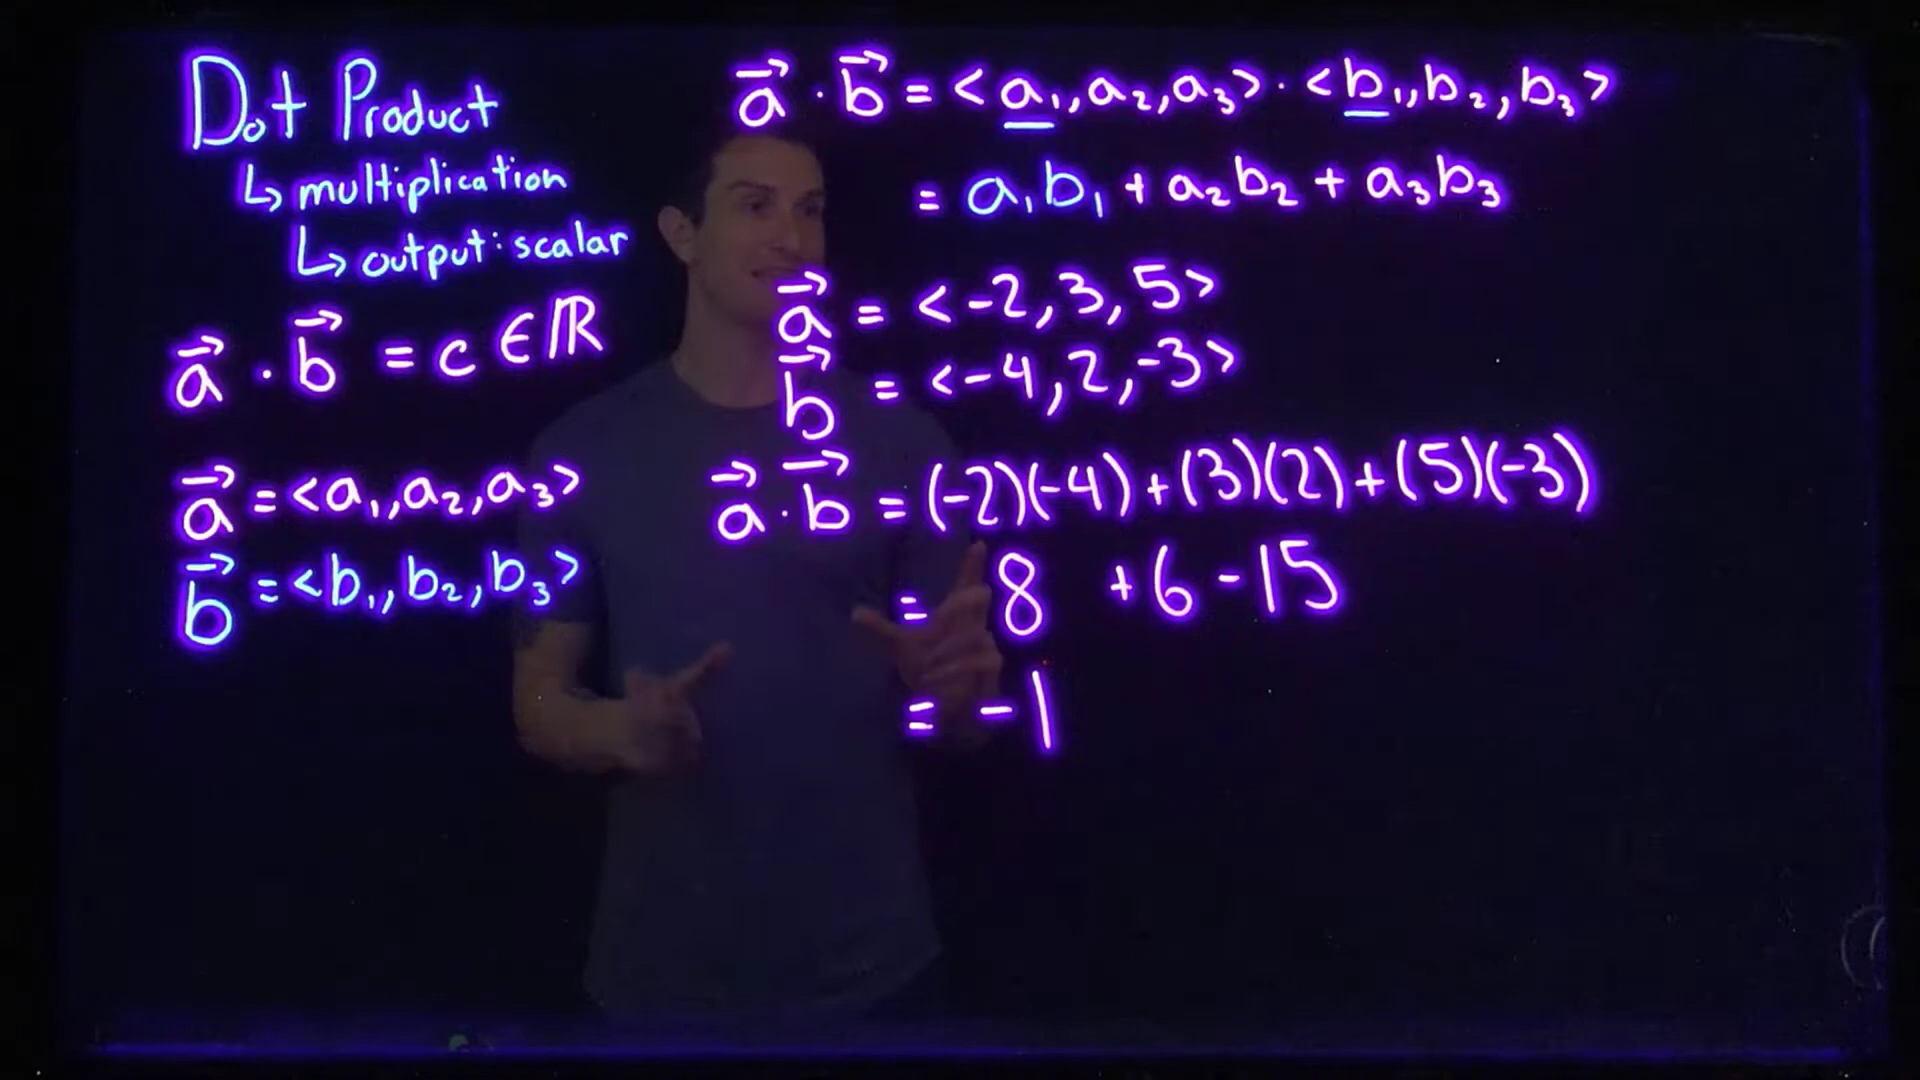 Dot Product
↳ multiplication
↳ output: scalar
a⃗ · b⃗ = c ∈ ℝ
a⃗ = <a₁, a₂, a₃>
b⃗ = <b₁, b₂, b₃>
a⃗ · b⃗ = <a₁, a₂, a₃> · <b₁, b₂, b₃>
= a₁b₁ + a₂b₂ + a₃b₃
a⃗ = <-2, 3, 5>
b⃗ = <-4, 2, -3>
a⃗ · b⃗ = (-2)(-4) + (3)(2) + (5)(-3)
= 8 + 6 - 15
= -1